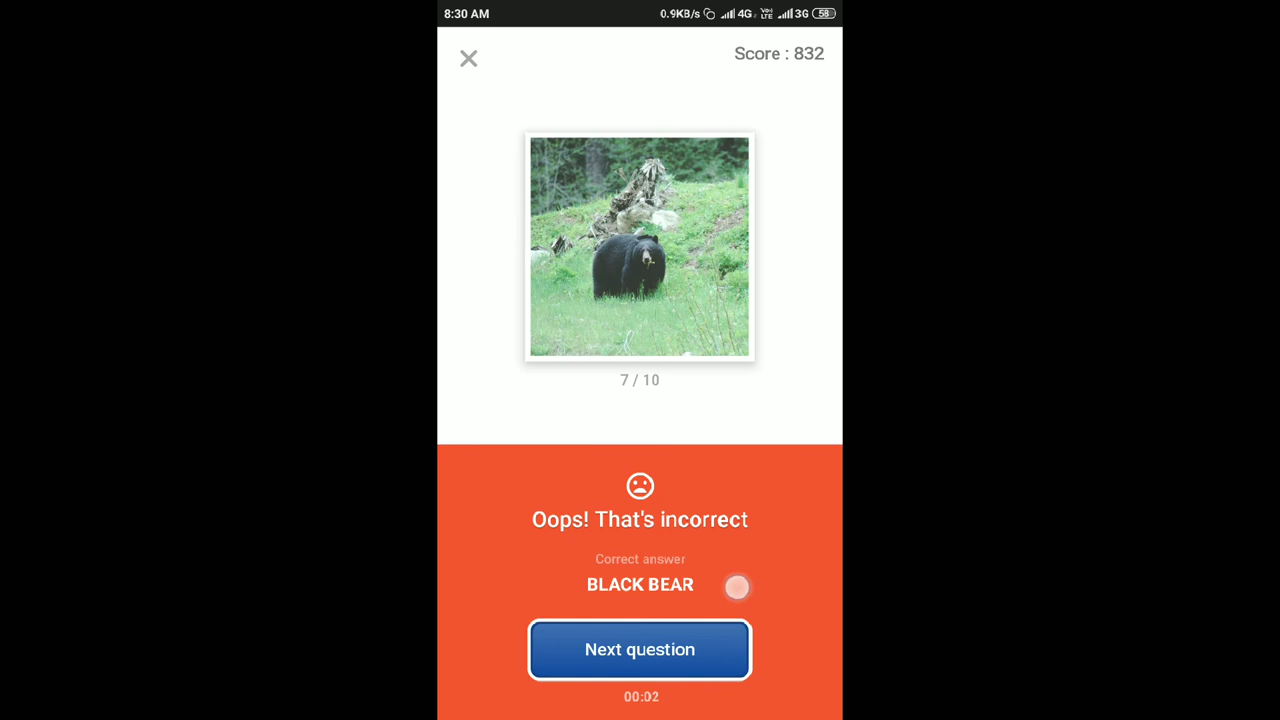 8:30 AM
0.9KB/s 4G VoLTE 3G 58
Score : 832
7 / 10
Oops! That's incorrect
Correct answer
BLACK BEAR
Next question
00:02